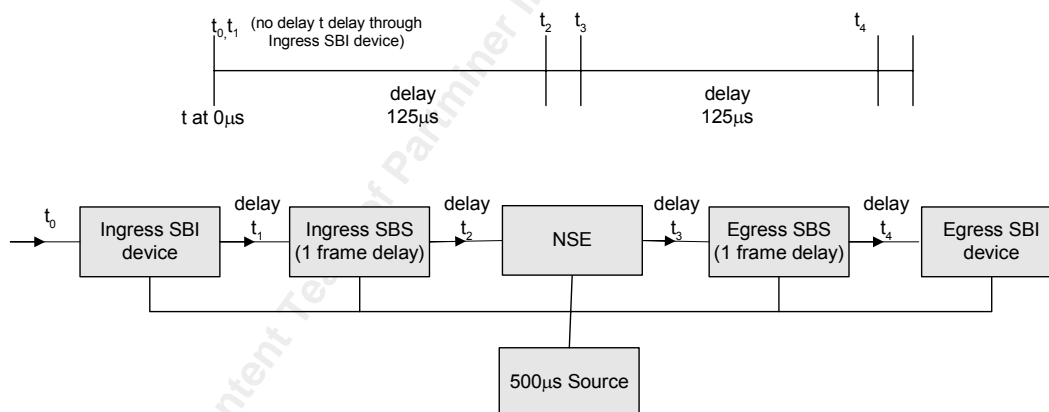 t0,t1 (no delay t delay through
Ingress SBI device)
t2
t3
t4
delay
125μs
delay
125μs
t at 0μs
t0
Ingress SBI
device
delay
t1
Ingress SBS
(1 frame delay)
delay
t2
NSE
delay
t3
Egress SBS
(1 frame delay)
delay
t4
Egress SBI
device
500μs Source